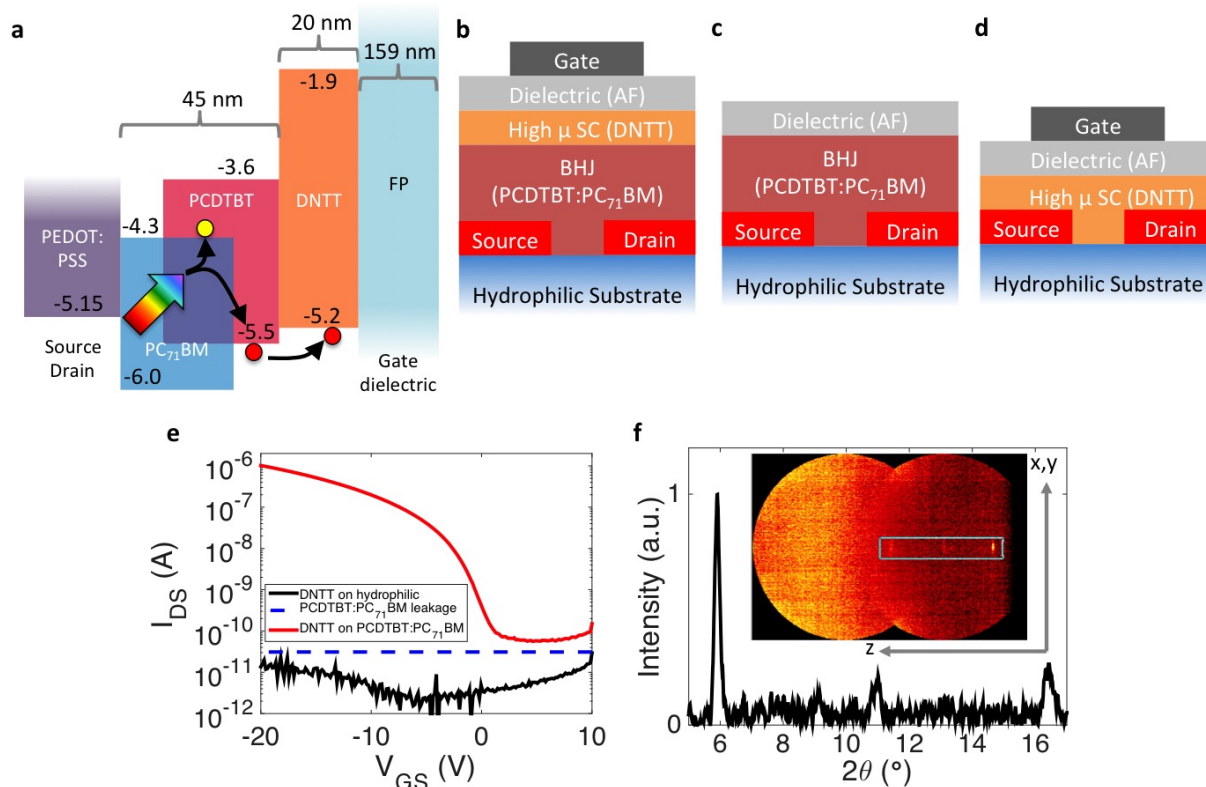 a
20 nm
159 nm
45 nm
-1.9
-3.6
PCDTBT
DNTT
FP
-4.3
PEDOT:
PSS
-5.15
-5.2
-5.5
PC₇₁BM
-6.0
Source
Drain
Gate
dielectric
b
Gate
Dielectric (AF)
High μ SC (DNTT)
BHJ
(PCDTBT:PC₇₁BM)
Source
Drain
Hydrophilic Substrate
c
Dielectric (AF)
BHJ
(PCDTBT:PC₇₁BM)
Source
Drain
Hydrophilic Substrate
d
Gate
Dielectric (AF)
High μ SC (DNTT)
Source
Drain
Hydrophilic Substrate
e
10⁻⁶
10⁻⁷
10⁻⁸
10⁻⁹
10⁻¹⁰
10⁻¹¹
10⁻¹²
I_DS (A)
DNTT on hydrophilic
PCDTBT:PC₇₁BM leakage
DNTT on PCDTBT:PC₇₁BM
-20
-10
0
10
V_GS (V)
f
1
0
Intensity (a.u.)
x,y
z
6
8
10
12
14
16
2θ (°)